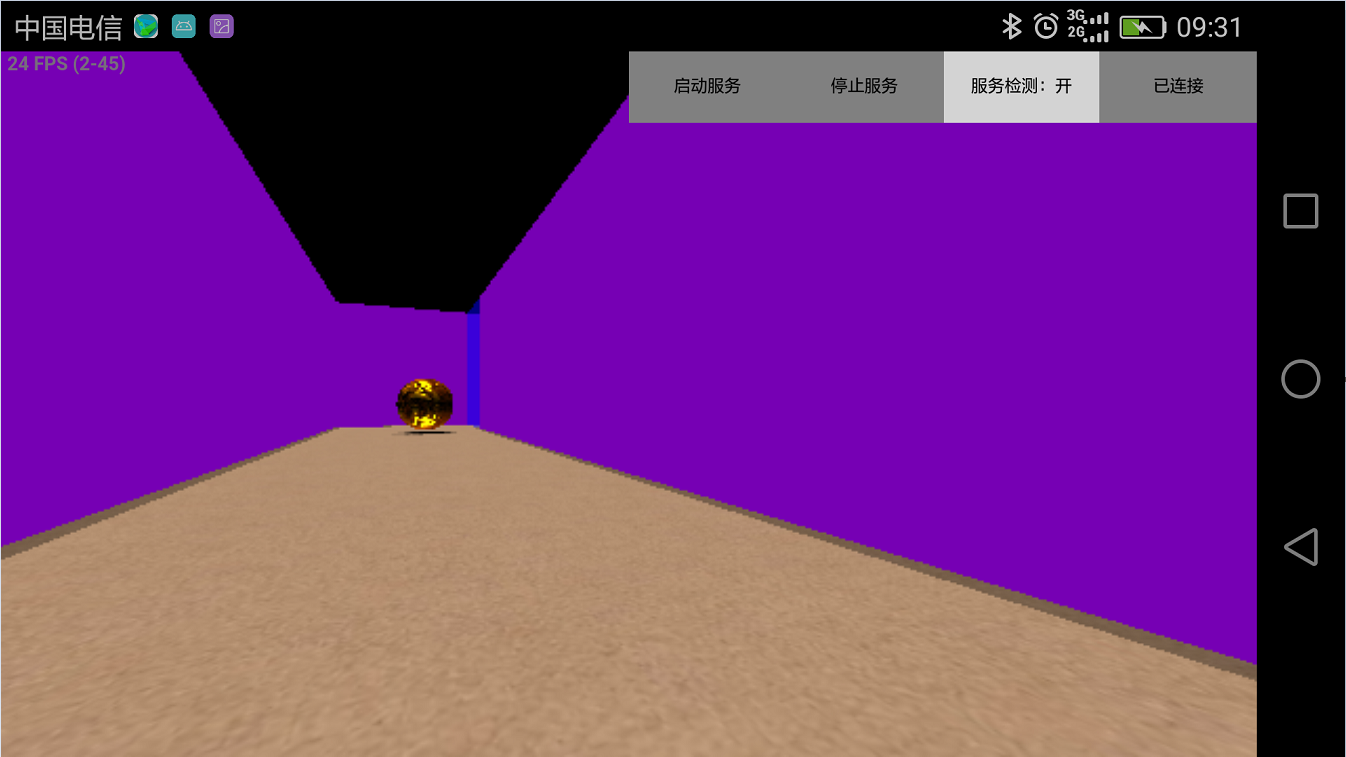 中国电信
3G
2G
09:31
24 FPS (2-45)
启动服务
停止服务
服务检测：开
已连接